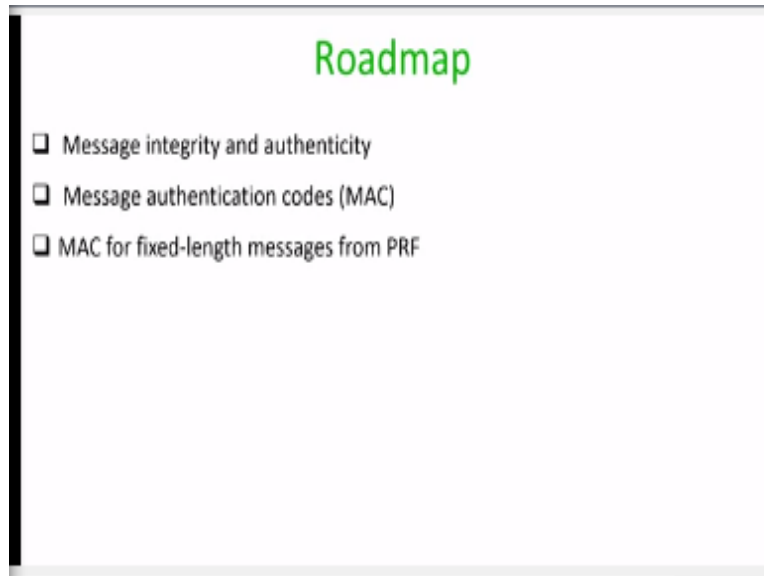 Roadmap
Message integrity and authenticity
Message authentication codes (MAC)
MAC for fixed-length messages from PRF